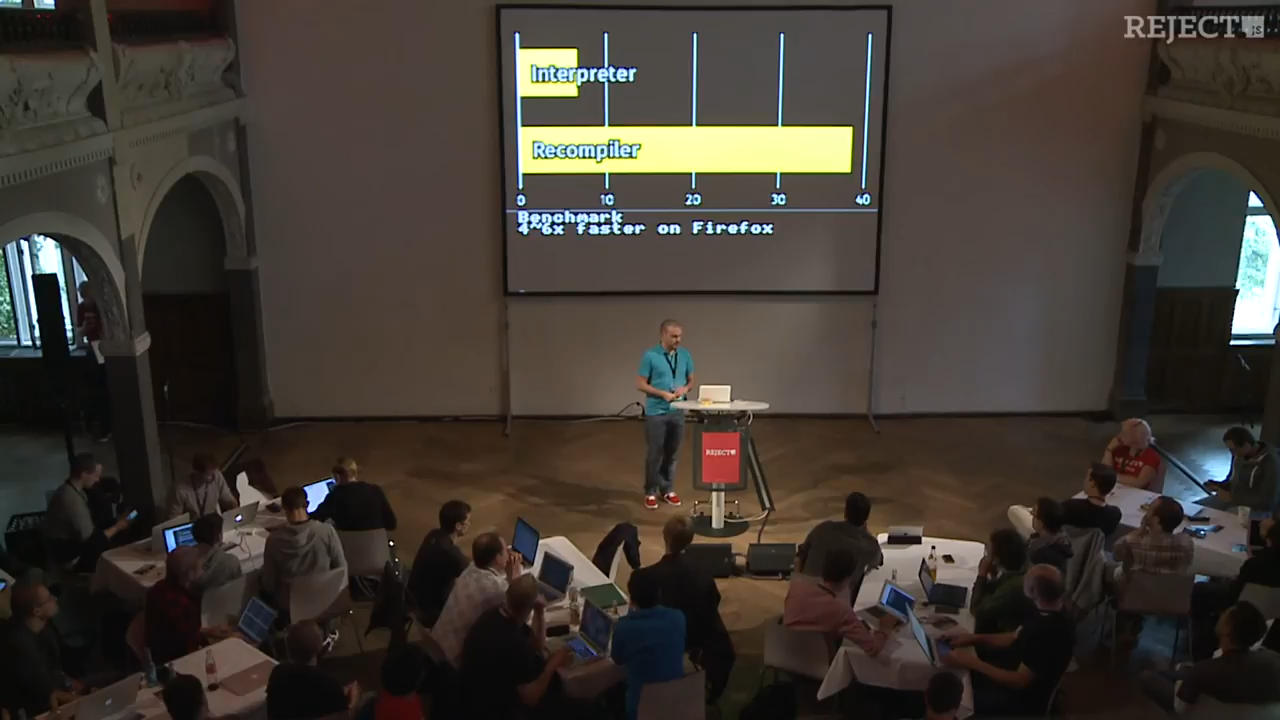 REJECT JS
Interpreter
Recompiler
0 10 20 30 40
Benchmark
4~6x faster on Firefox
REJECT